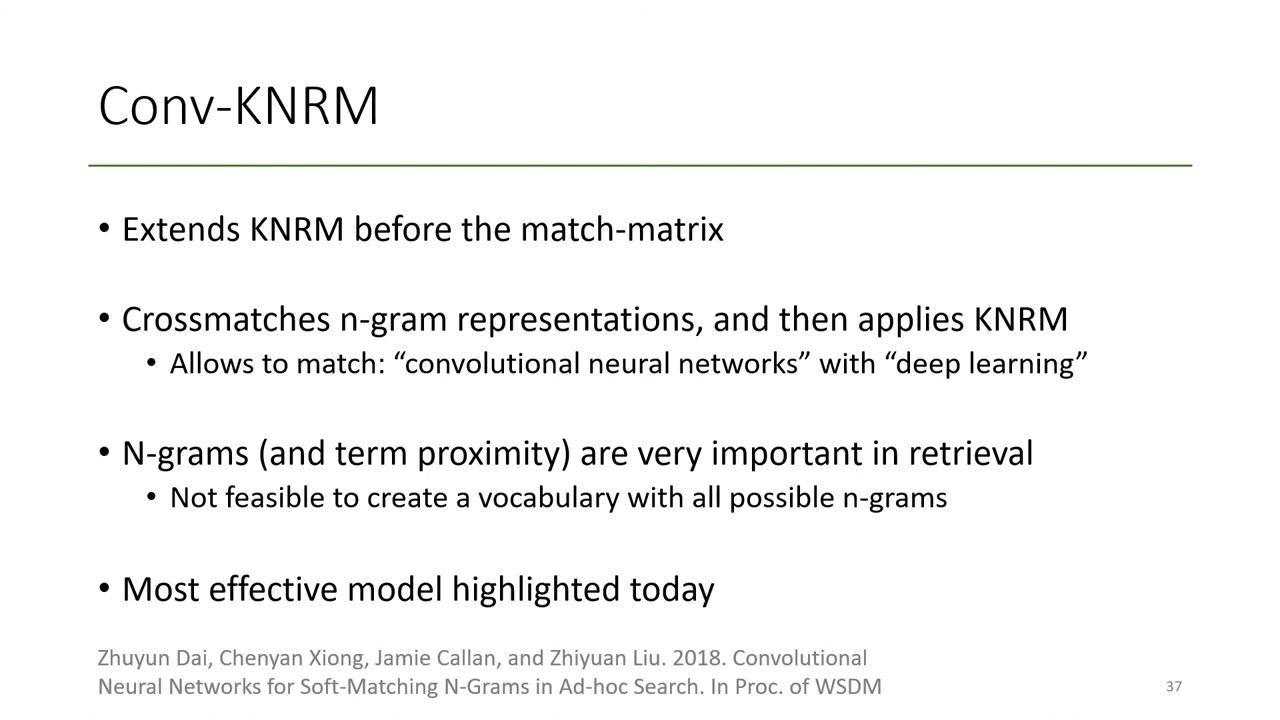 Conv-KNRM
• Extends KNRM before the match-matrix
• Crossmatches n-gram representations, and then applies KNRM
• Allows to match: “convolutional neural networks” with “deep learning”
• N-grams (and term proximity) are very important in retrieval
• Not feasible to create a vocabulary with all possible n-grams
• Most effective model highlighted today
Zhuyun Dai, Chenyan Xiong, Jamie Callan, and Zhiyuan Liu. 2018. Convolutional
Neural Networks for Soft-Matching N-Grams in Ad-hoc Search. In Proc. of WSDM
37